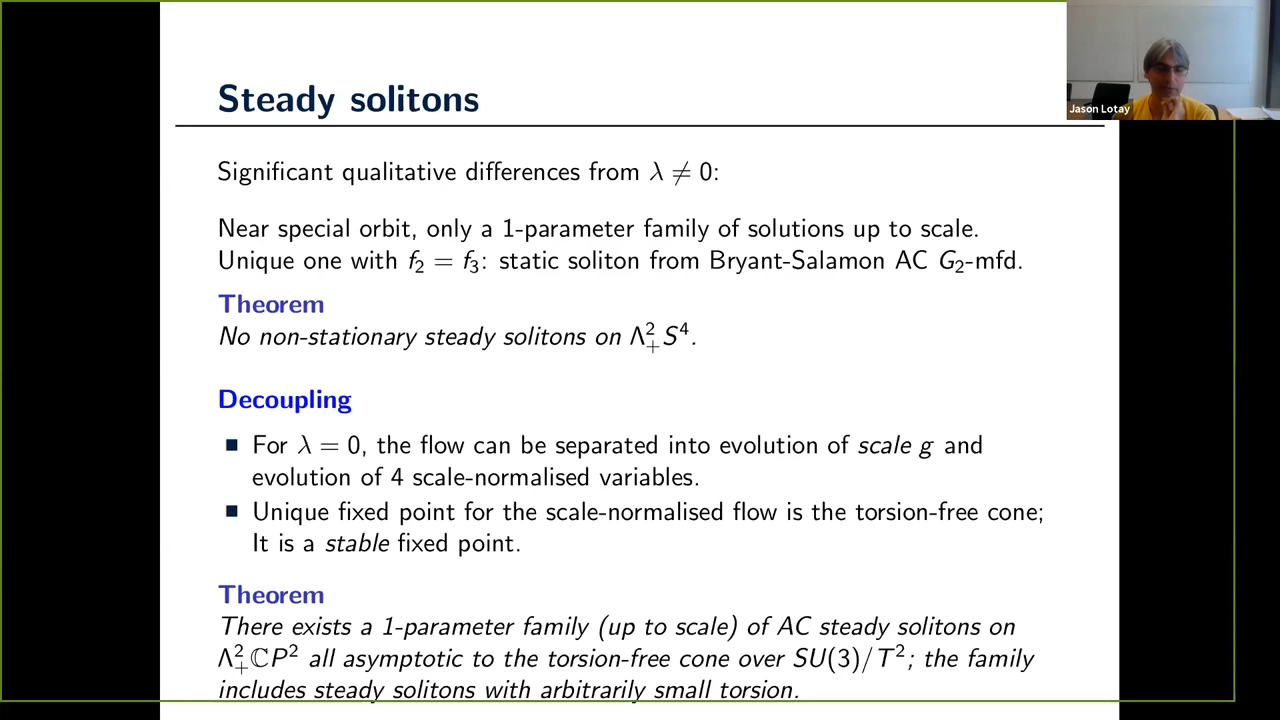 Steady solitons
Jason Lotay
Significant qualitative differences from λ ≠ 0:
Near special orbit, only a 1-parameter family of solutions up to scale.
Unique one with f₂ = f₃: static soliton from Bryant-Salamon AC G₂-mfd.
Theorem
No non-stationary steady solitons on Λ²₊S⁴.
Decoupling
■ For λ = 0, the flow can be separated into evolution of scale g and
evolution of 4 scale-normalised variables.
■ Unique fixed point for the scale-normalised flow is the torsion-free cone;
It is a stable fixed point.
Theorem
There exists a 1-parameter family (up to scale) of AC steady solitons on
Λ²₊ℂP² all asymptotic to the torsion-free cone over SU(3)/T²; the family
includes steady solitons with arbitrarily small torsion.